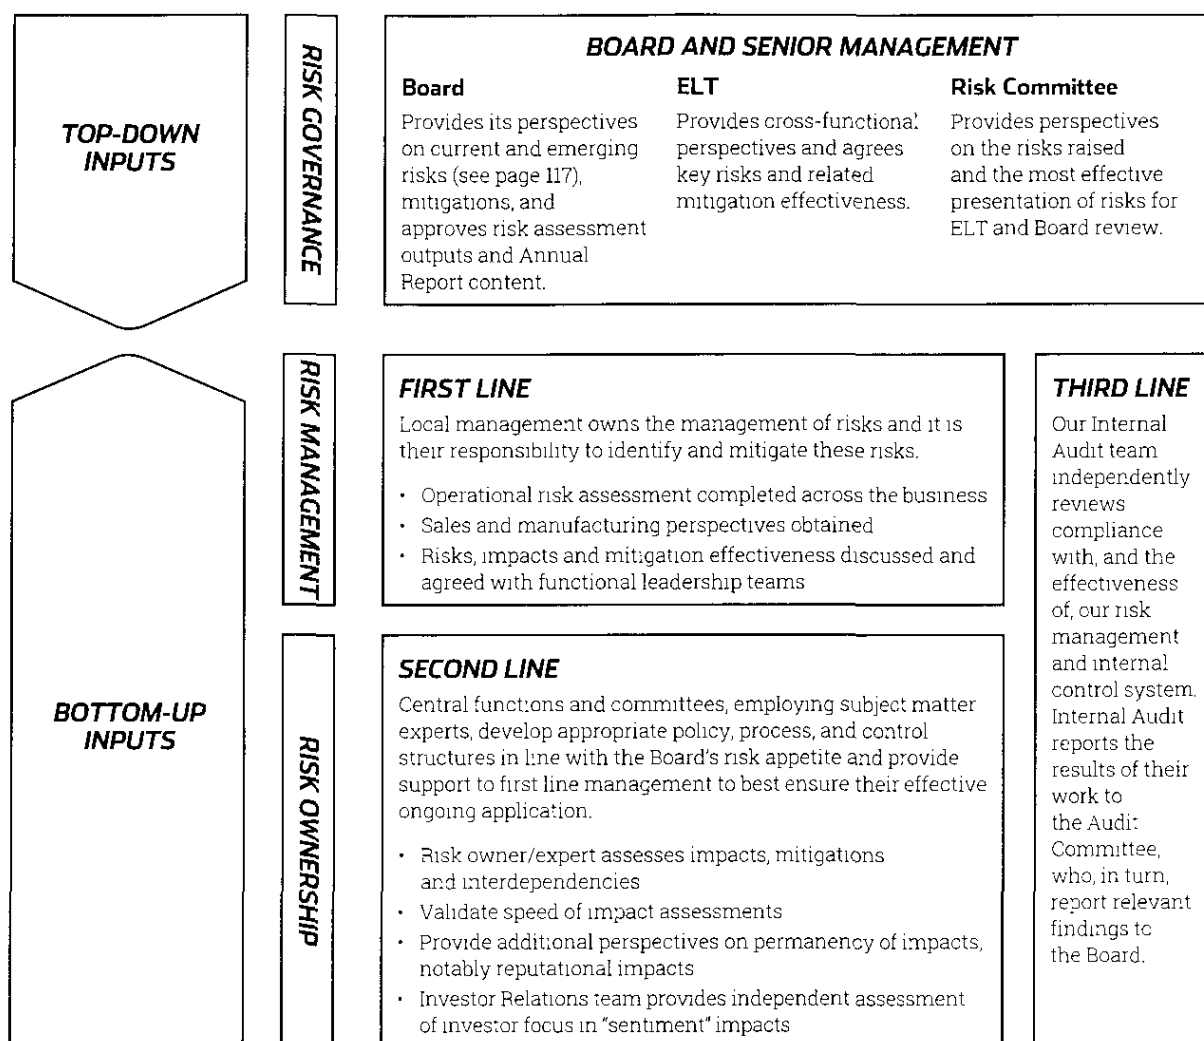 TOP-DOWN
INPUTS
RISK GOVERNANCE
BOARD AND SENIOR MANAGEMENT
Board
Provides its perspectives
on current and emerging
risks (see page 117),
mitigations, and
approves risk assessment
outputs and Annual
Report content.
ELT
Provides cross-functional
perspectives and agrees
key risks and related
mitigation effectiveness.
Risk Committee
Provides perspectives
on the risks raised
and the most effective
presentation of risks for
ELT and Board review.
BOTTOM-UP
INPUTS
RISK MANAGEMENT
FIRST LINE
Local management owns the management of risks and it is
their responsibility to identify and mitigate these risks.
• Operational risk assessment completed across the business
• Sales and manufacturing perspectives obtained
• Risks, impacts and mitigation effectiveness discussed and
agreed with functional leadership teams
RISK OWNERSHIP
SECOND LINE
Central functions and committees, employing subject matter
experts, develop appropriate policy, process, and control
structures in line with the Board's risk appetite and provide
support to first line management to best ensure their effective
ongoing application.
• Risk owner/expert assesses impacts, mitigations
and interdependencies
• Validate speed of impact assessments
• Provide additional perspectives on permanency of impacts,
notably reputational impacts
• Investor Relations team provides independent assessment
of investor focus in "sentiment" impacts
THIRD LINE
Our Internal
Audit team
independently
reviews
compliance
with, and the
effectiveness
of, our risk
management
and internal
control system.
Internal Audit
reports the
results of their
work to
the Audit
Committee,
who, in turn,
report relevant
findings to
the Board.